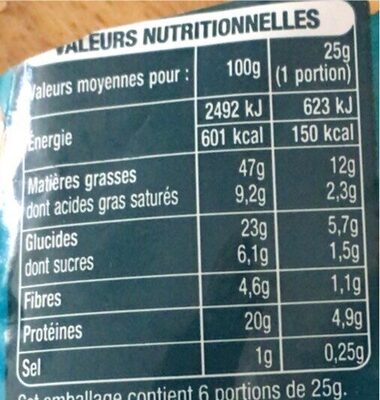 VALEURS NUTRITIONNELLES
Valeurs moyennes pour : 100g 25g (1 portion)
Énergie 2492 kJ 623 kJ
601 kcal 150 kcal
Matières grasses 47g 12g
dont acides gras saturés 9,2g 2,3g
Glucides 23g 5,7g
dont sucres 6,1g 1,5g
Fibres 4,6g 1,1g
Protéines 20g 4,9g
Sel 1g 0,25g
Cet emballage contient 6 portions de 25g.